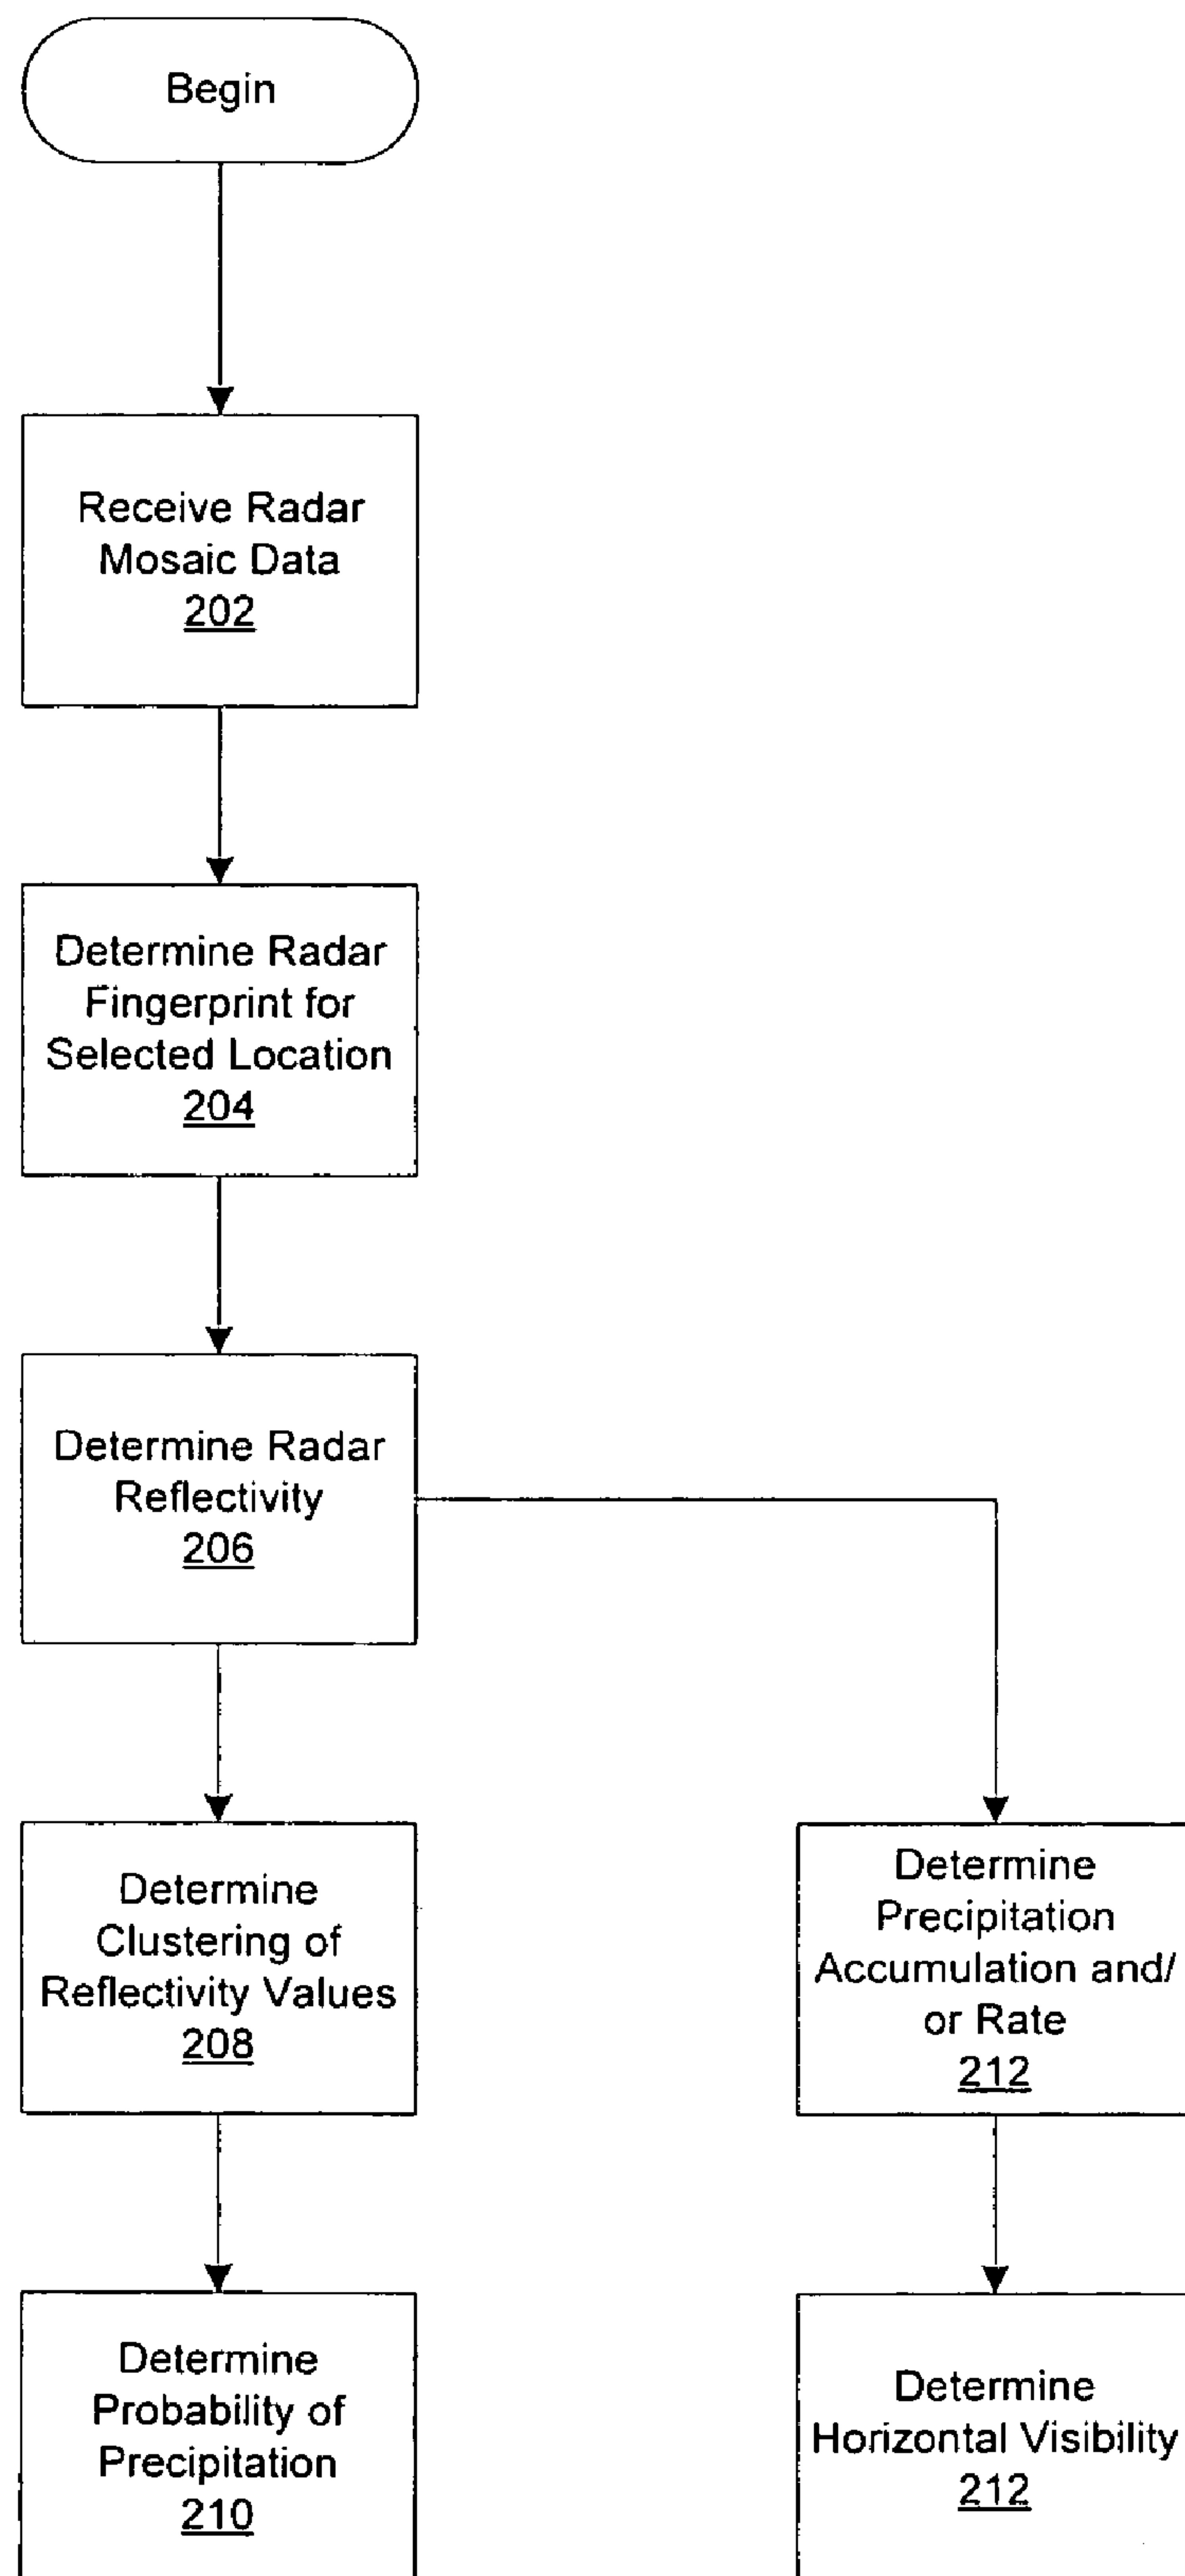 Begin
Receive Radar
Mosaic Data
202
Determine Radar
Fingerprint for
Selected Location
204
Determine Radar
Reflectivity
206
Determine
Clustering of
Reflectivity Values
208
Determine
Precipitation
Accumulation and/
or Rate
212
Determine
Probability of
Precipitation
210
Determine
Horizontal Visibility
212